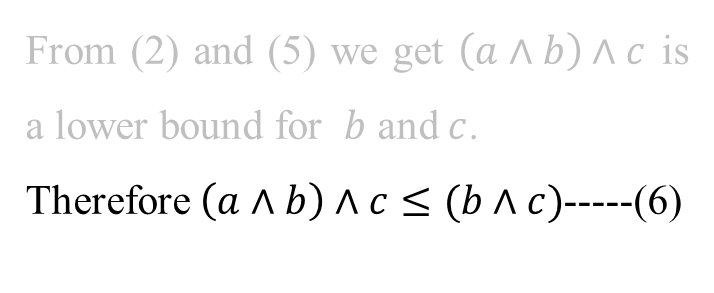 From (2) and (5) we get (a ∧ b) ∧ c is
a lower bound for b and c.
Therefore (a ∧ b) ∧ c ≤ (b ∧ c)-----(6)